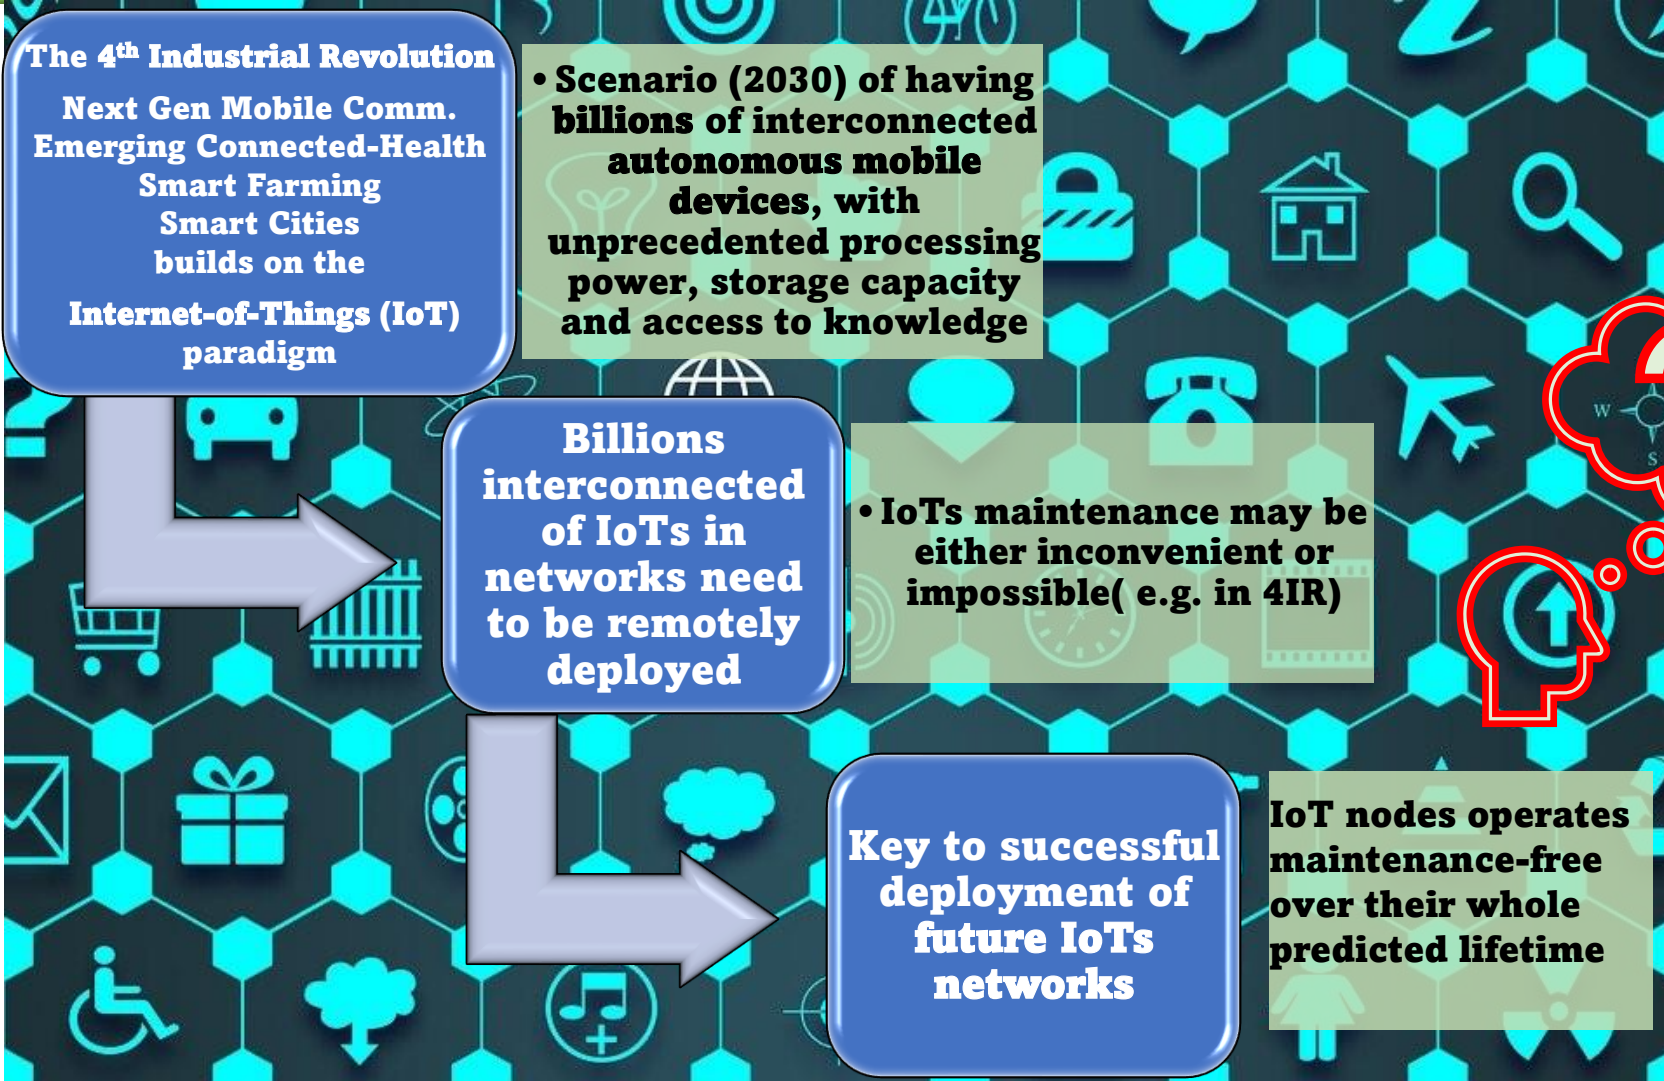 The 4th Industrial Revolution
Next Gen Mobile Comm.
Emerging Connected-Health
Smart Farming
Smart Cities
builds on the
Internet-of-Things (IoT)
paradigm
• Scenario (2030) of having
billions of interconnected
autonomous mobile
devices, with
unprecedented processing
power, storage capacity
and access to knowledge
Billions
interconnected
of IoTs in
networks need
to be remotely
deployed
• IoTs maintenance may be
either inconvenient or
impossible( e.g. in 4IR)
W
S
Key to successful
deployment of
future IoTs
networks
IoT nodes operates
maintenance-free
over their whole
predicted lifetime